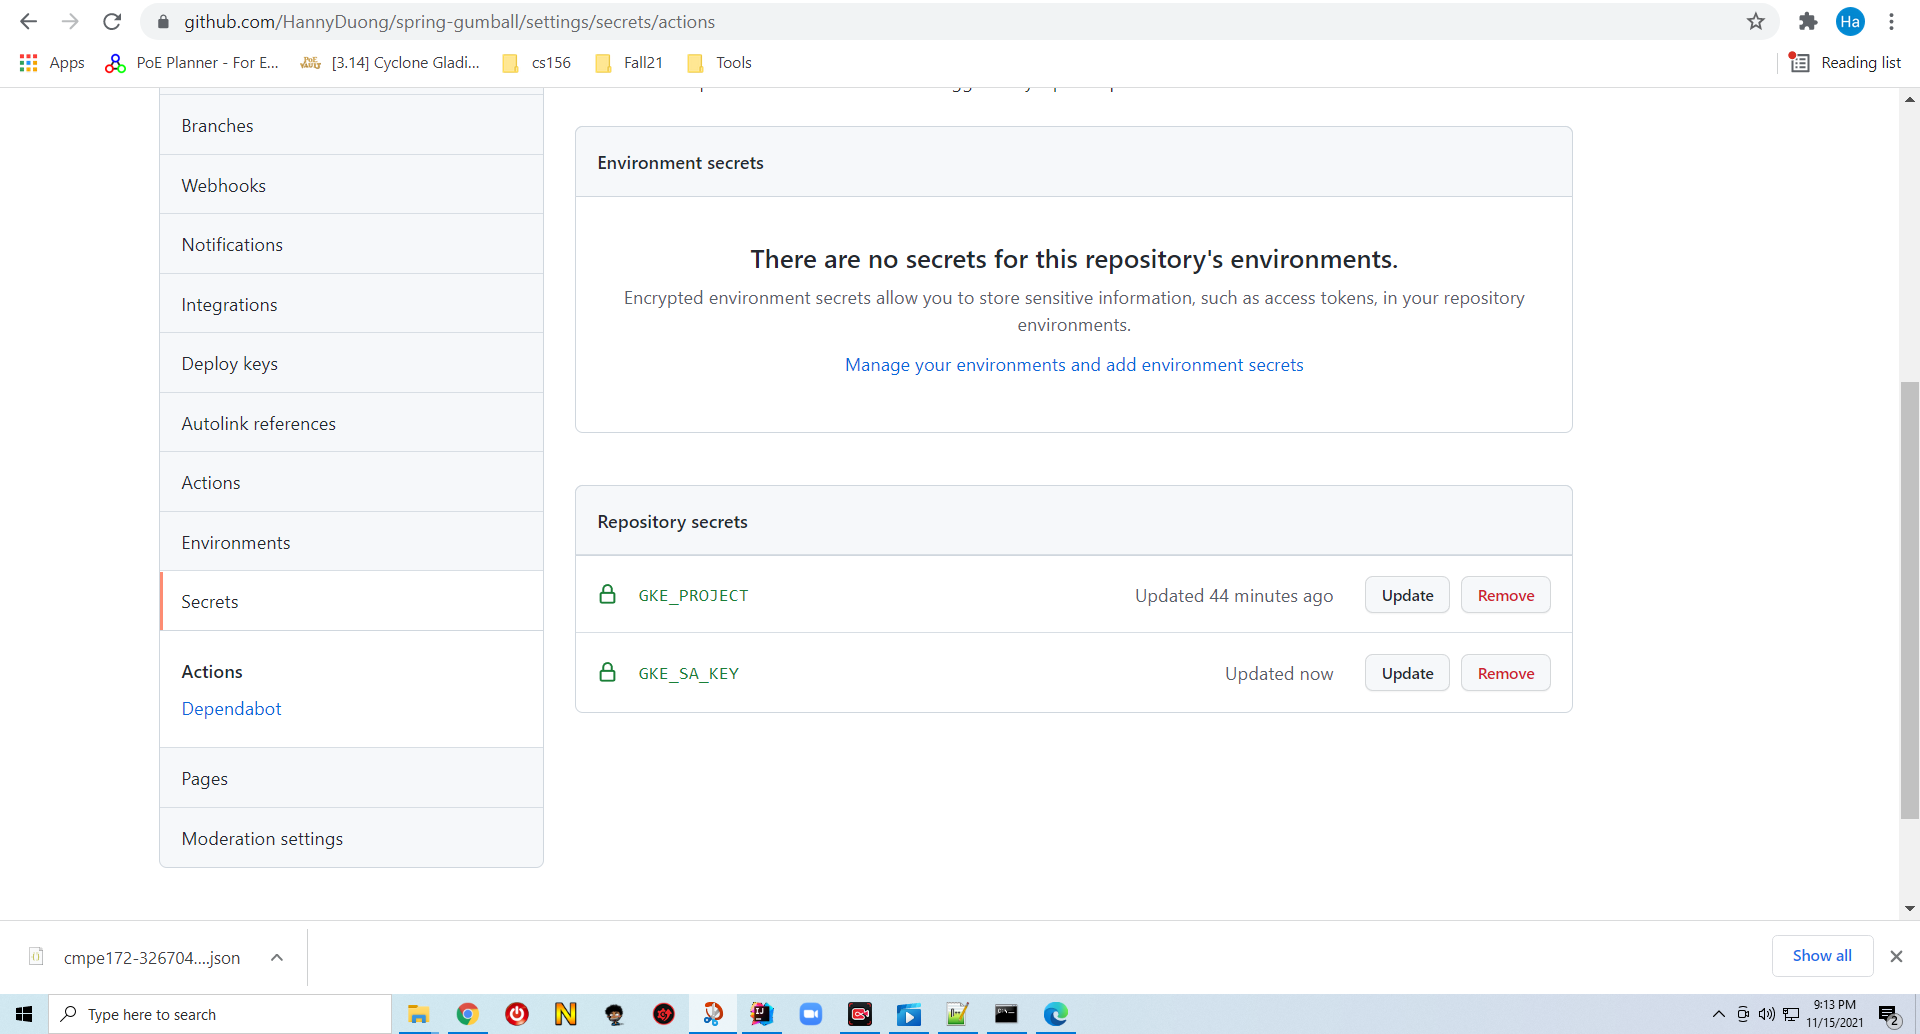 github.com/HannyDuong/spring-gumball/settings/secrets/actions
Ha
Apps
PoE Planner - For E...
[3.14] Cyclone Gladi...
cs156
Fall21
Tools
Reading list
Branches
Webhooks
Notifications
Integrations
Deploy keys
Autolink references
Actions
Environments
Secrets
Actions
Dependabot
Pages
Moderation settings
Environment secrets
There are no secrets for this repository's environments.
Encrypted environment secrets allow you to store sensitive information, such as access tokens, in your repository
environments.
Manage your environments and add environment secrets
Repository secrets
GKE_PROJECT Updated 44 minutes ago Update Remove
GKE_SA_KEY Updated now Update Remove
cmpe172-326704....json
Show all
Type here to search
9:13 PM
11/15/2021
2